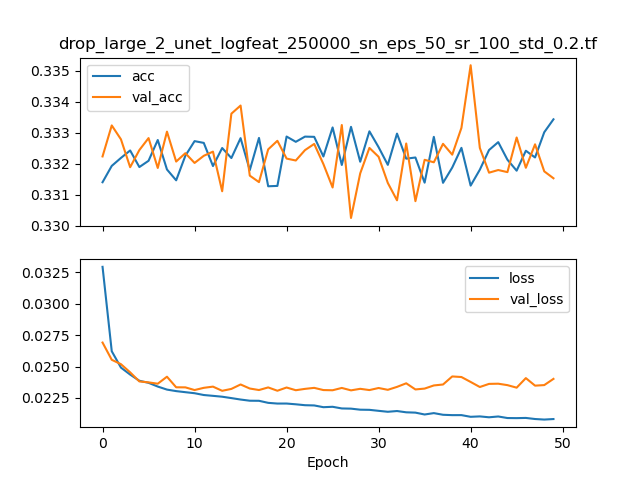 drop_large_2_unet_logfeat_250000_sn_eps_50_sr_100_std_0.2.tf
0.335
0.334
0.333
0.332
0.331
0.330
acc
val_acc
0.0325
0.0300
0.0275
0.0250
0.0225
loss
val_loss
0 10 20 30 40 50
Epoch